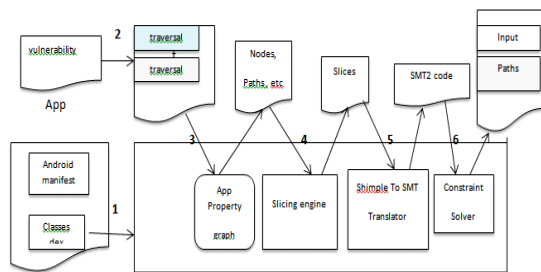 2
traversal
traversal
vulnerability
App
Nodes,
Paths, etc
Slices
SMT2 code
Input
Paths
3
4
5
6
Android
manifest
Classes
1
App
Property
graph
Slicing engine
Shimple To SMT
Translator
Constraint
Solver